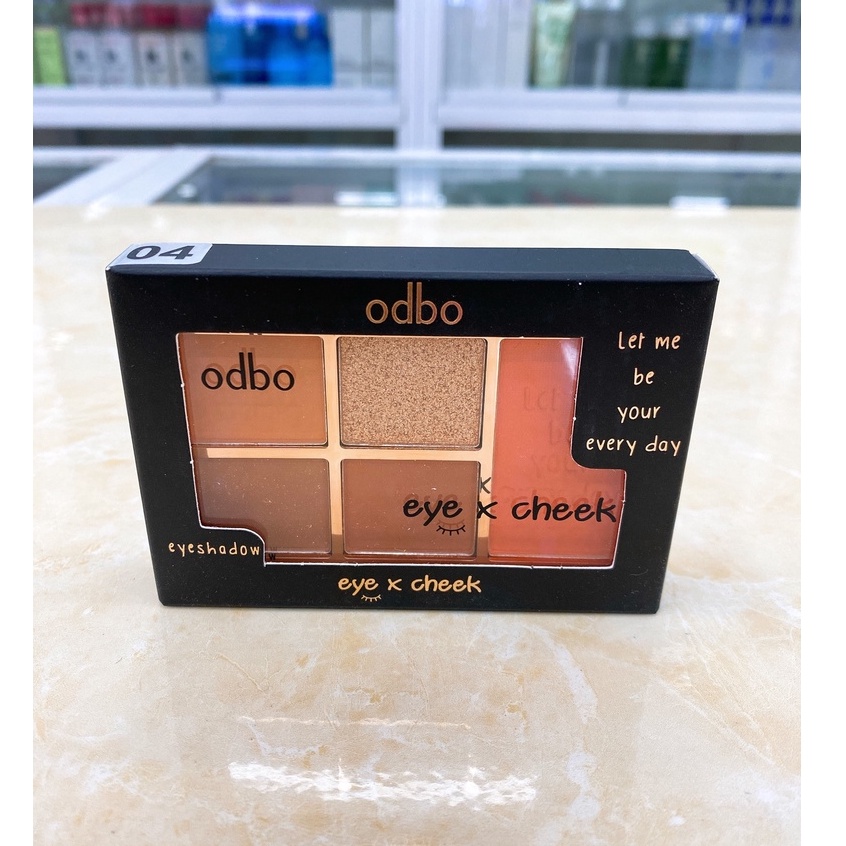 04
odbo
Let me
be
your
every day
odbo
eye x cheek
eyeshadow
eye x cheek